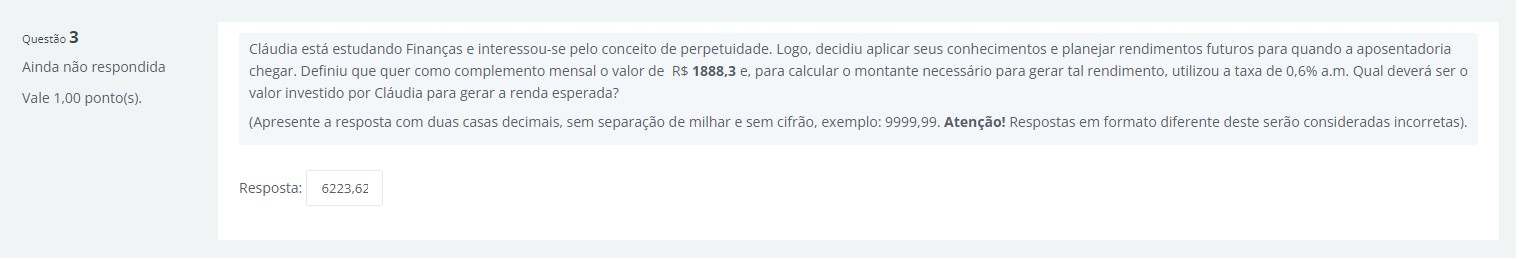 Questão 3
Ainda não respondida
Vale 1,00 ponto(s).
Cláudia está estudando Finanças e interessou-se pelo conceito de perpetuidade. Logo, decidiu aplicar seus conhecimentos e planejar rendimentos futuros para quando a aposentadoria
chegar. Definiu que quer como complemento mensal o valor de R$ 1888,3 e, para calcular o montante necessário para gerar tal rendimento, utilizou a taxa de 0,6% a.m. Qual deverá ser o
valor investido por Cláudia para gerar a renda esperada?
(Apresente a resposta com duas casas decimais, sem separação de milhar e sem cifrão, exemplo: 9999,99. Atenção! Respostas em formato diferente deste serão consideradas incorretas).
Resposta: 6223,62